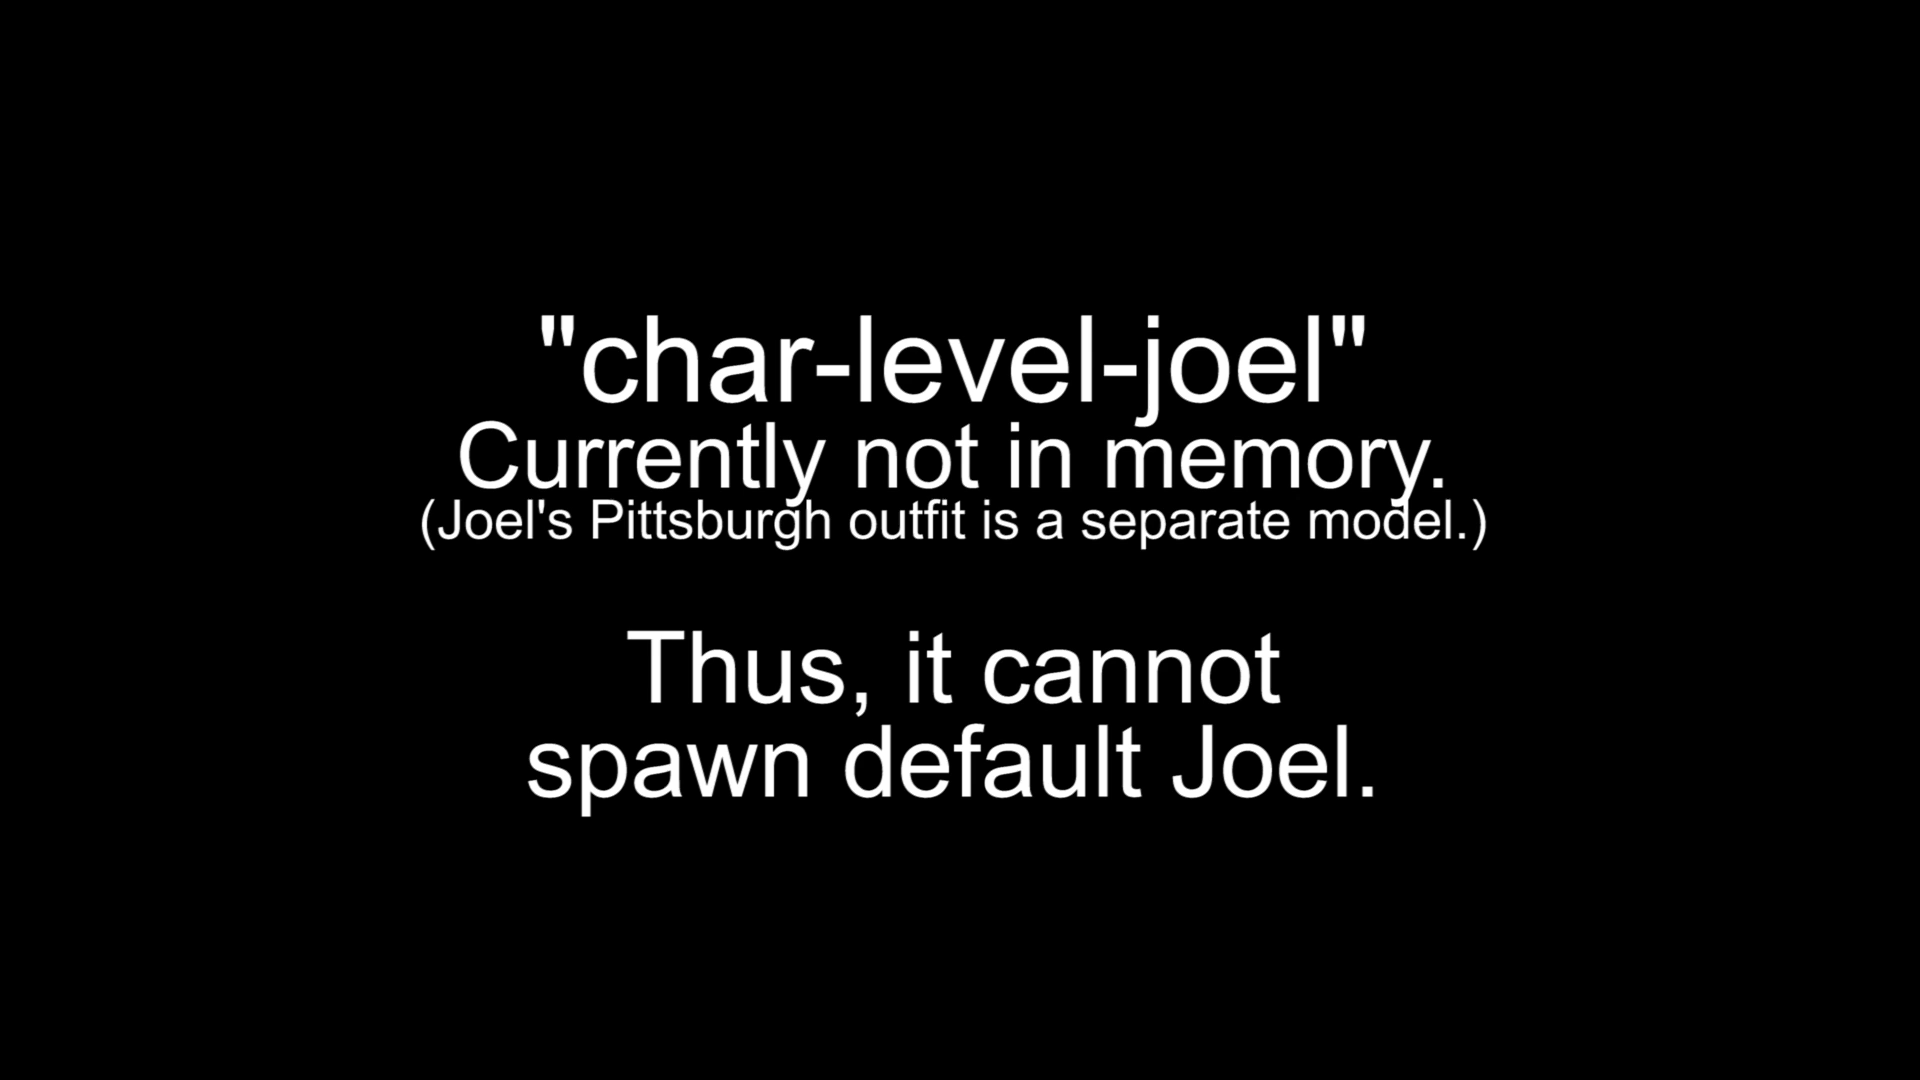 "char-level-joel"
Currently not in memory.
(Joel's Pittsburgh outfit is a separate model.)
Thus, it cannot
spawn default Joel.